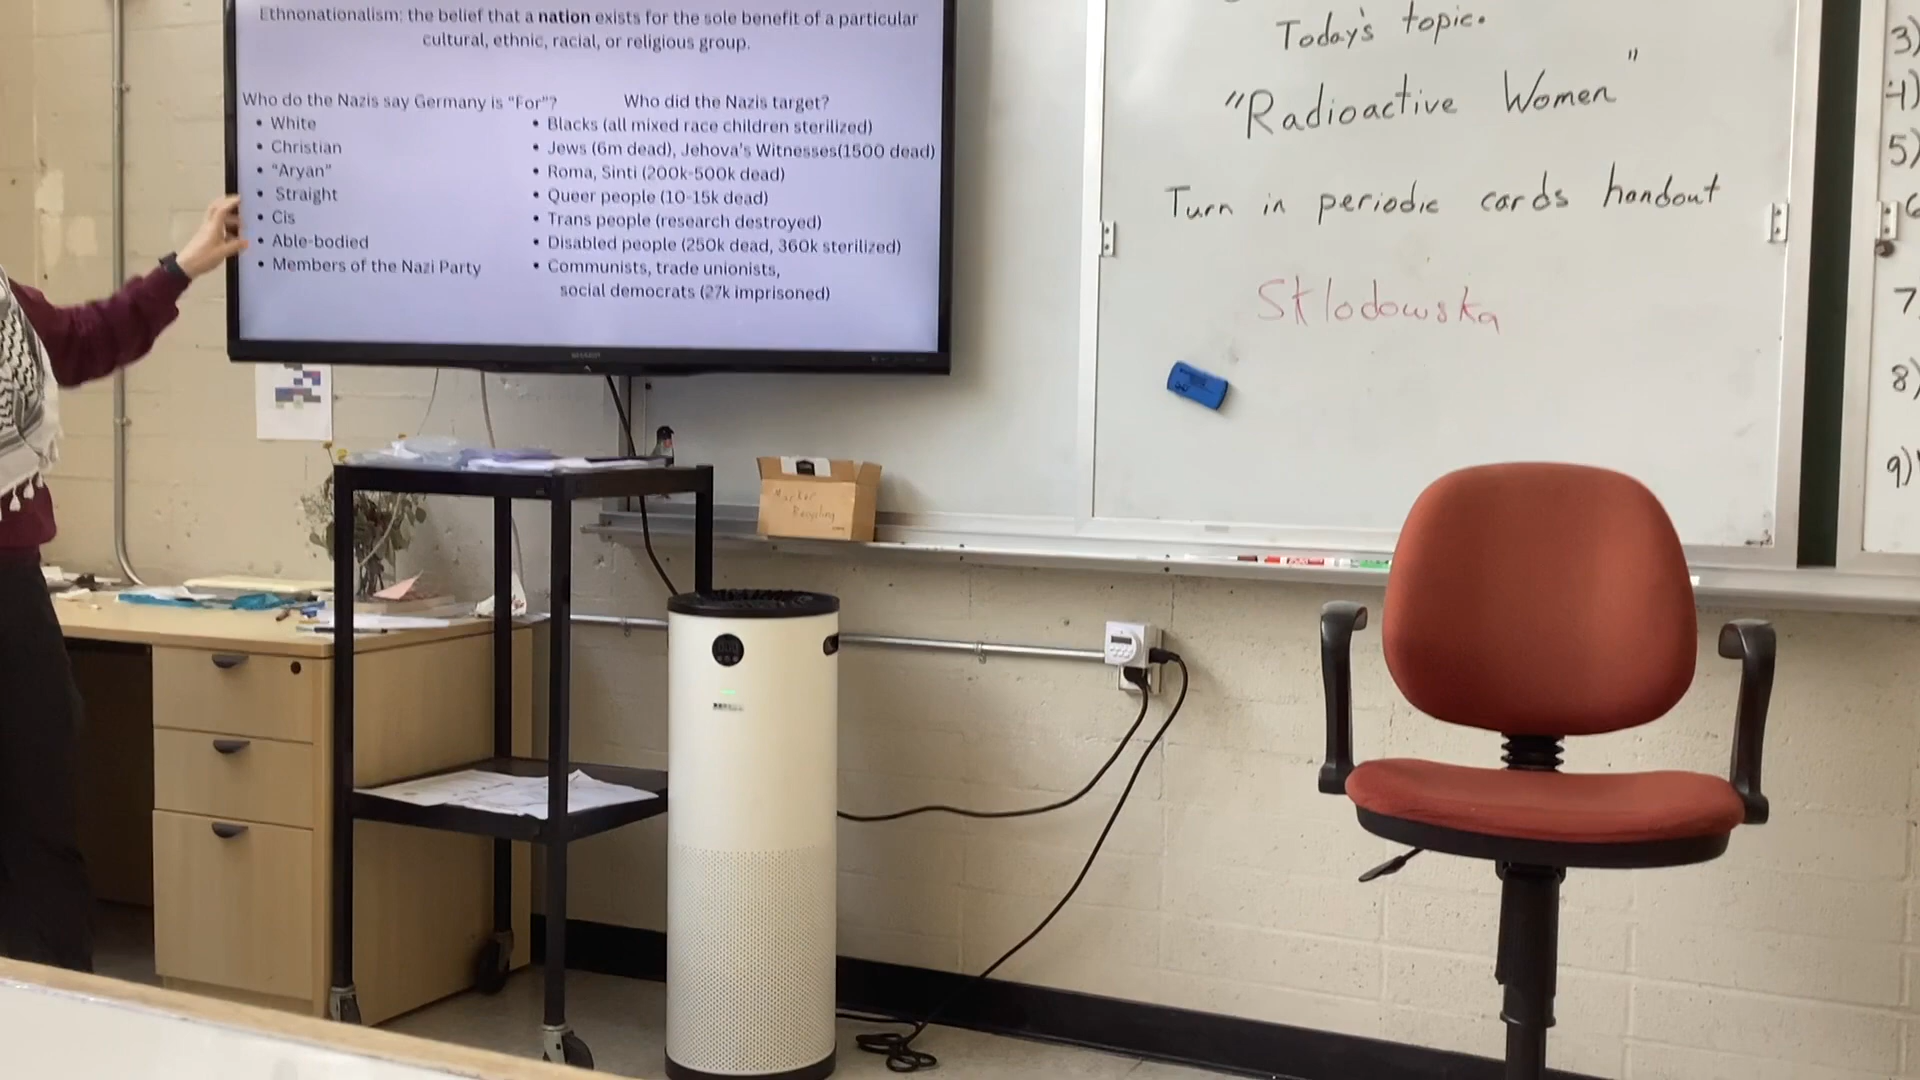 Ethnonationalism: the belief that a nation exists for the sole benefit of a particular
cultural, ethnic, racial, or religious group.
Who do the Nazis say Germany is "For"?
• White
• Christian
• "Aryan"
• Straight
• Cis
• Able-bodied
• Members of the Nazi Party
Who did the Nazis target?
• Blacks (all mixed race children sterilized)
• Jews (6m dead), Jehova's Witnesses(1500 dead)
• Roma, Sinti (200k-500k dead)
• Queer people (10-15k dead)
• Trans people (research destroyed)
• Disabled people (250k dead, 360k sterilized)
• Communists, trade unionists,
social democrats (27k imprisoned)
SHARP
Today's topic.
"Radioactive Women"
Turn in periodic cards handout
Sklodowska
Marker
Recycling
3)
4)
5)
6
7
8)
9)